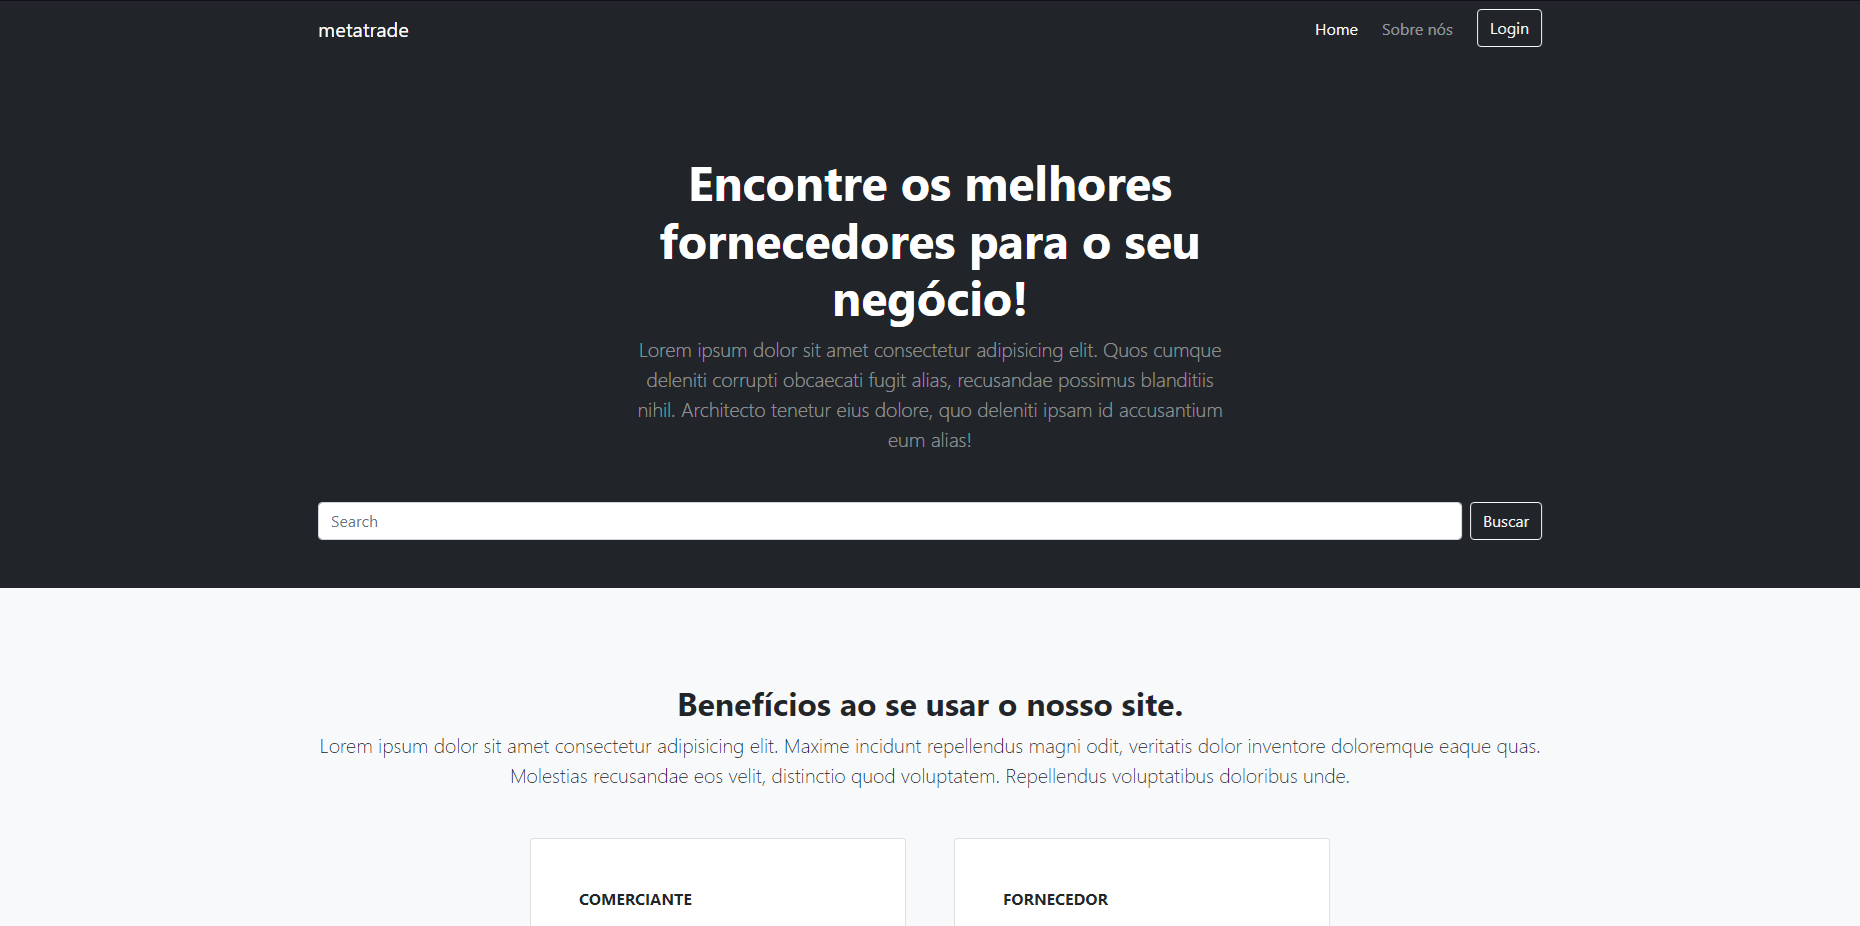 metatrade
Home
Sobre nós
Login
Encontre os melhores
fornecedores para o seu
negócio!
Lorem ipsum dolor sit amet consectetur adipisicing elit. Quos cumque
deleniti corrupti obcaecati fugit alias, recusandae possimus blanditiis
nihil. Architecto tenetur eius dolore, quo deleniti ipsam id accusantium
eum alias!
Search
Buscar
Benefícios ao se usar o nosso site.
Lorem ipsum dolor sit amet consectetur adipisicing elit. Maxime incidunt repellendus magni odit, veritatis dolor inventore doloremque eaque quas.
Molestias recusandae eos velit, distinctio quod voluptatem. Repellendus voluptatibus doloribus unde.
COMERCIANTE
FORNECEDOR